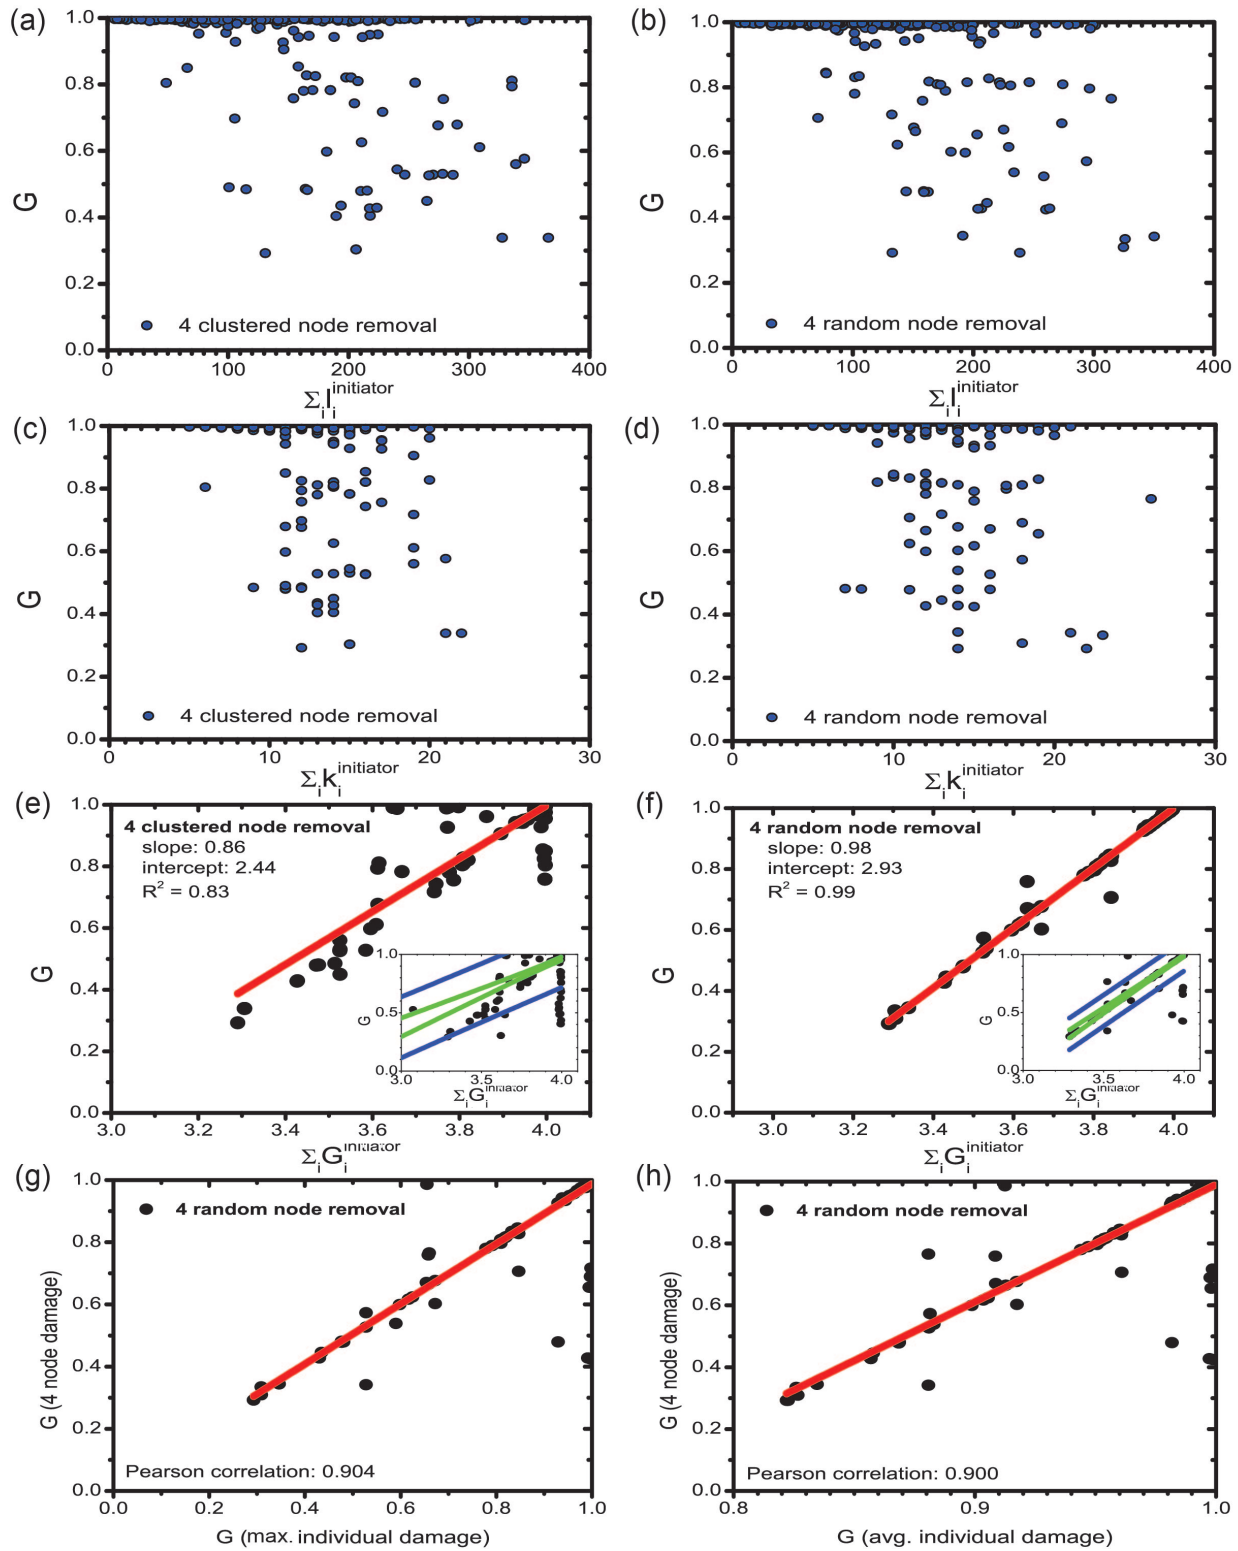 (a)
1.0
0.8
0.6
0.4
0.2
0.0
G
4 clustered node removal
0 100 200 300 400
Σ_i l_i^initiator
(b)
1.0
0.8
0.6
0.4
0.2
0.0
G
4 random node removal
0 100 200 300 400
Σ_i l_i^initiator
(c)
1.0
0.8
0.6
0.4
0.2
0.0
G
4 clustered node removal
0 10 20 30
Σ_i k_i^initiator
(d)
1.0
0.8
0.6
0.4
0.2
0.0
G
4 random node removal
0 10 20 30
Σ_i k_i^initiator
(e)
1.0
0.8
0.6
0.4
0.2
0.0
G
4 clustered node removal
slope: 0.86
intercept: 2.44
R² = 0.83
1.0
0.5
0.0
G
3.0 3.5 4.0
Σ_i G_i^initiator
3.0 3.2 3.4 3.6 3.8 4.0
Σ_i G_i^initiator
(f)
1.0
0.8
0.6
0.4
0.2
0.0
G
4 random node removal
slope: 0.98
intercept: 2.93
R² = 0.99
1.0
0.5
0.0
G
3.0 3.5 4.0
Σ_i G_i^initiator
3.0 3.2 3.4 3.6 3.8 4.0
Σ_i G_i^initiator
(g)
1.0
0.8
0.6
0.4
0.2
0.0
G (4 node damage)
4 random node removal
Pearson correlation: 0.904
0.0 0.2 0.4 0.6 0.8 1.0
G (max. individual damage)
(h)
1.0
0.8
0.6
0.4
0.2
0.0
G (4 node damage)
4 random node removal
Pearson correlation: 0.900
0.8 0.9 1.0
G (avg. individual damage)